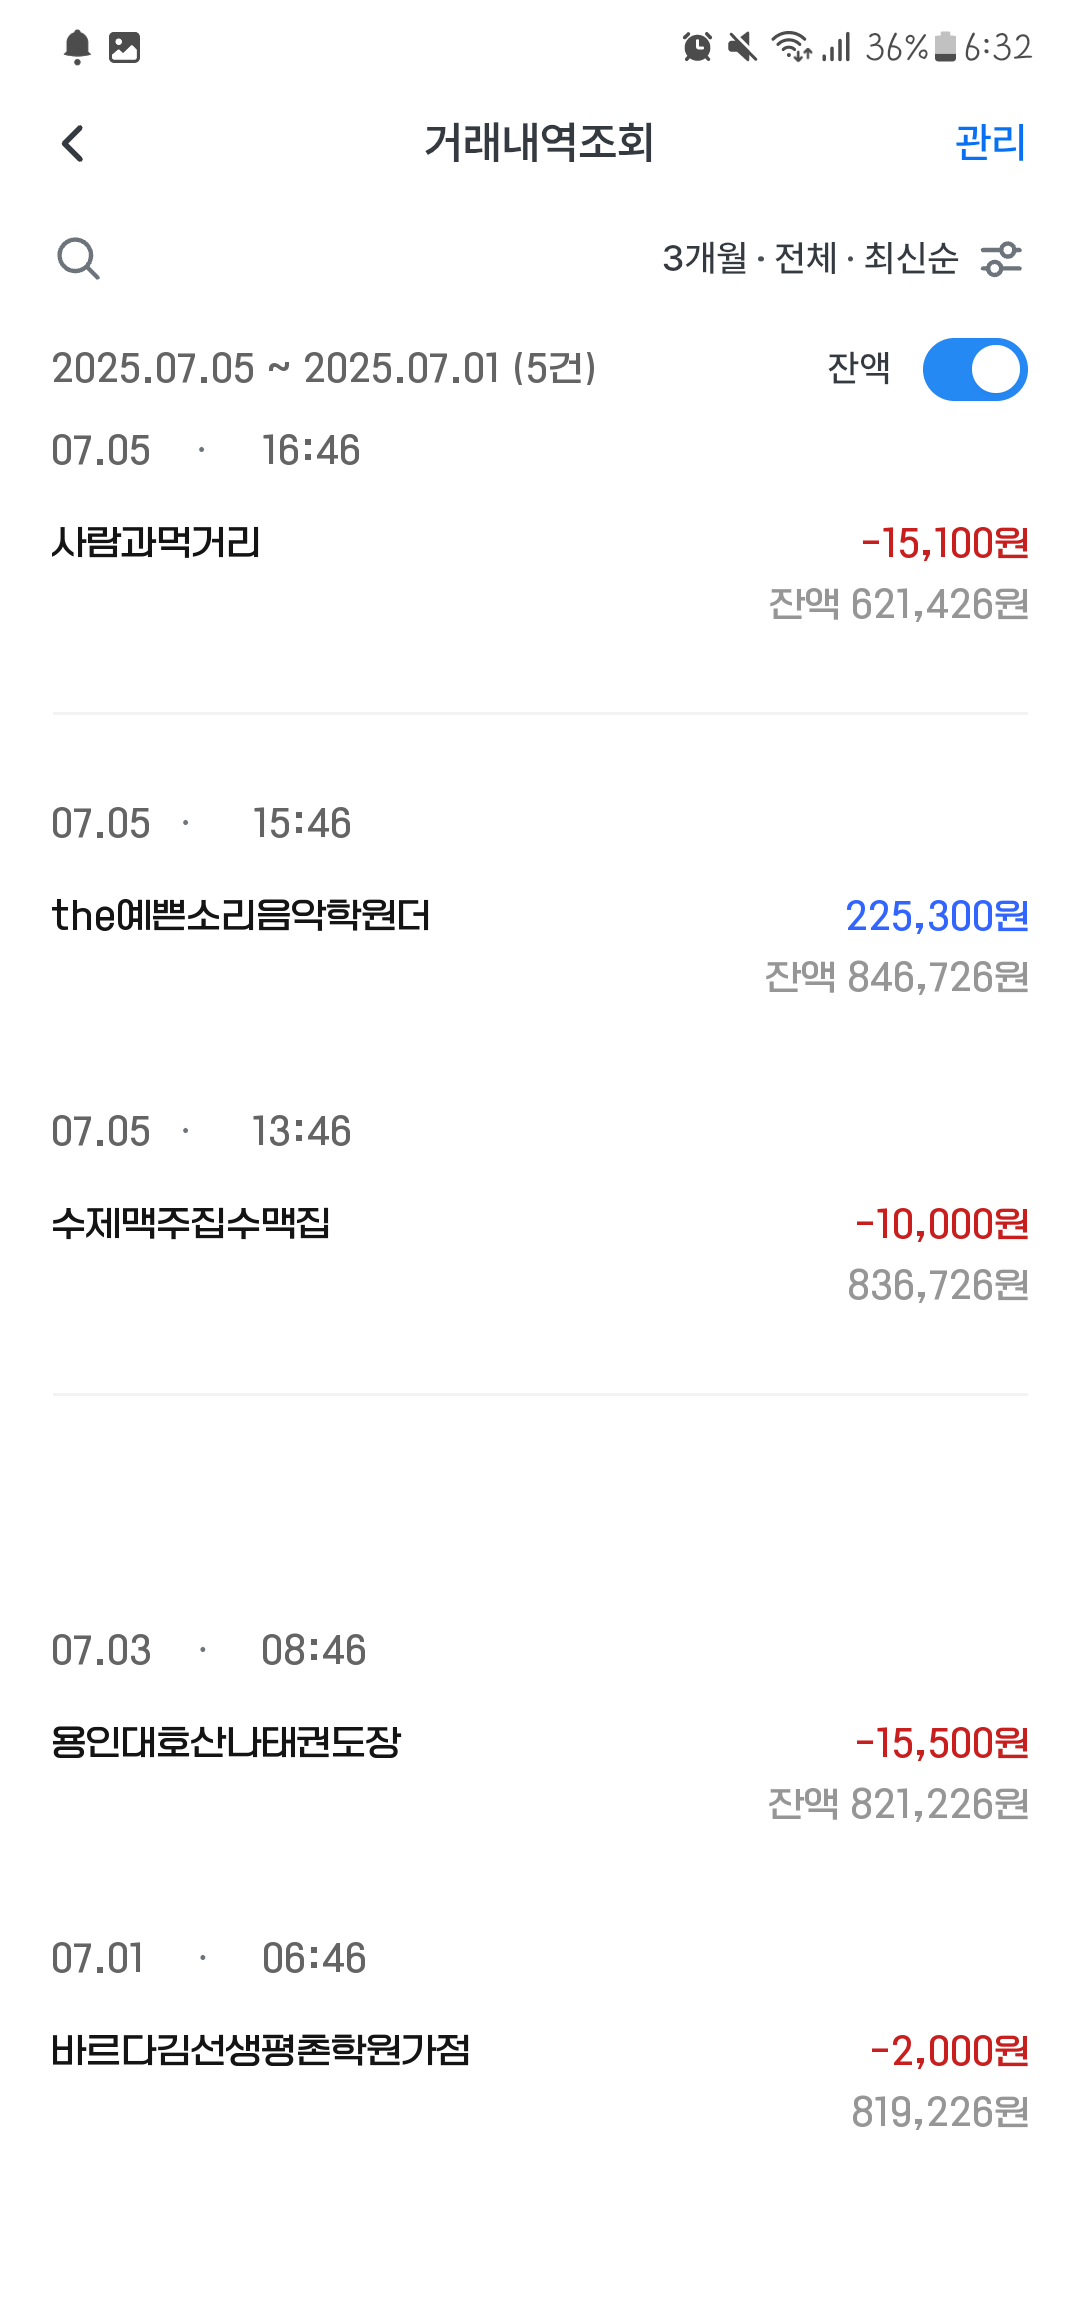 36% 6:32
거래내역조회 관리
3개월 · 전체 · 최신순
2025.07.05 ~ 2025.07.01 (5건) 잔액
07.05 · 16:46
사람과먹거리 -15,100원
잔액 621,426원
07.05 · 15:46
the예쁜소리음악학원더 225,300원
잔액 846,726원
07.05 · 13:46
수제맥주집수맥집 -10,000원
836,726원
07.03 · 08:46
용인대호산나태권도장 -15,500원
잔액 821,226원
07.01 · 06:46
바르다김선생평촌학원가점 -2,000원
819,226원